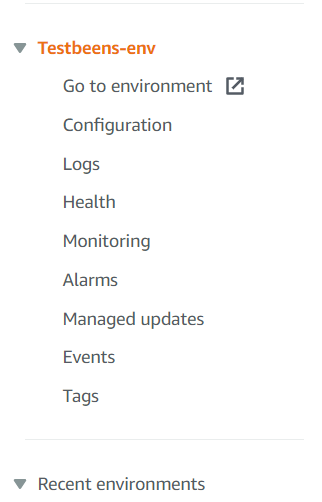 Testbeens-env
Go to environment
Configuration
Logs
Health
Monitoring
Alarms
Managed updates
Events
Tags
Recent environments